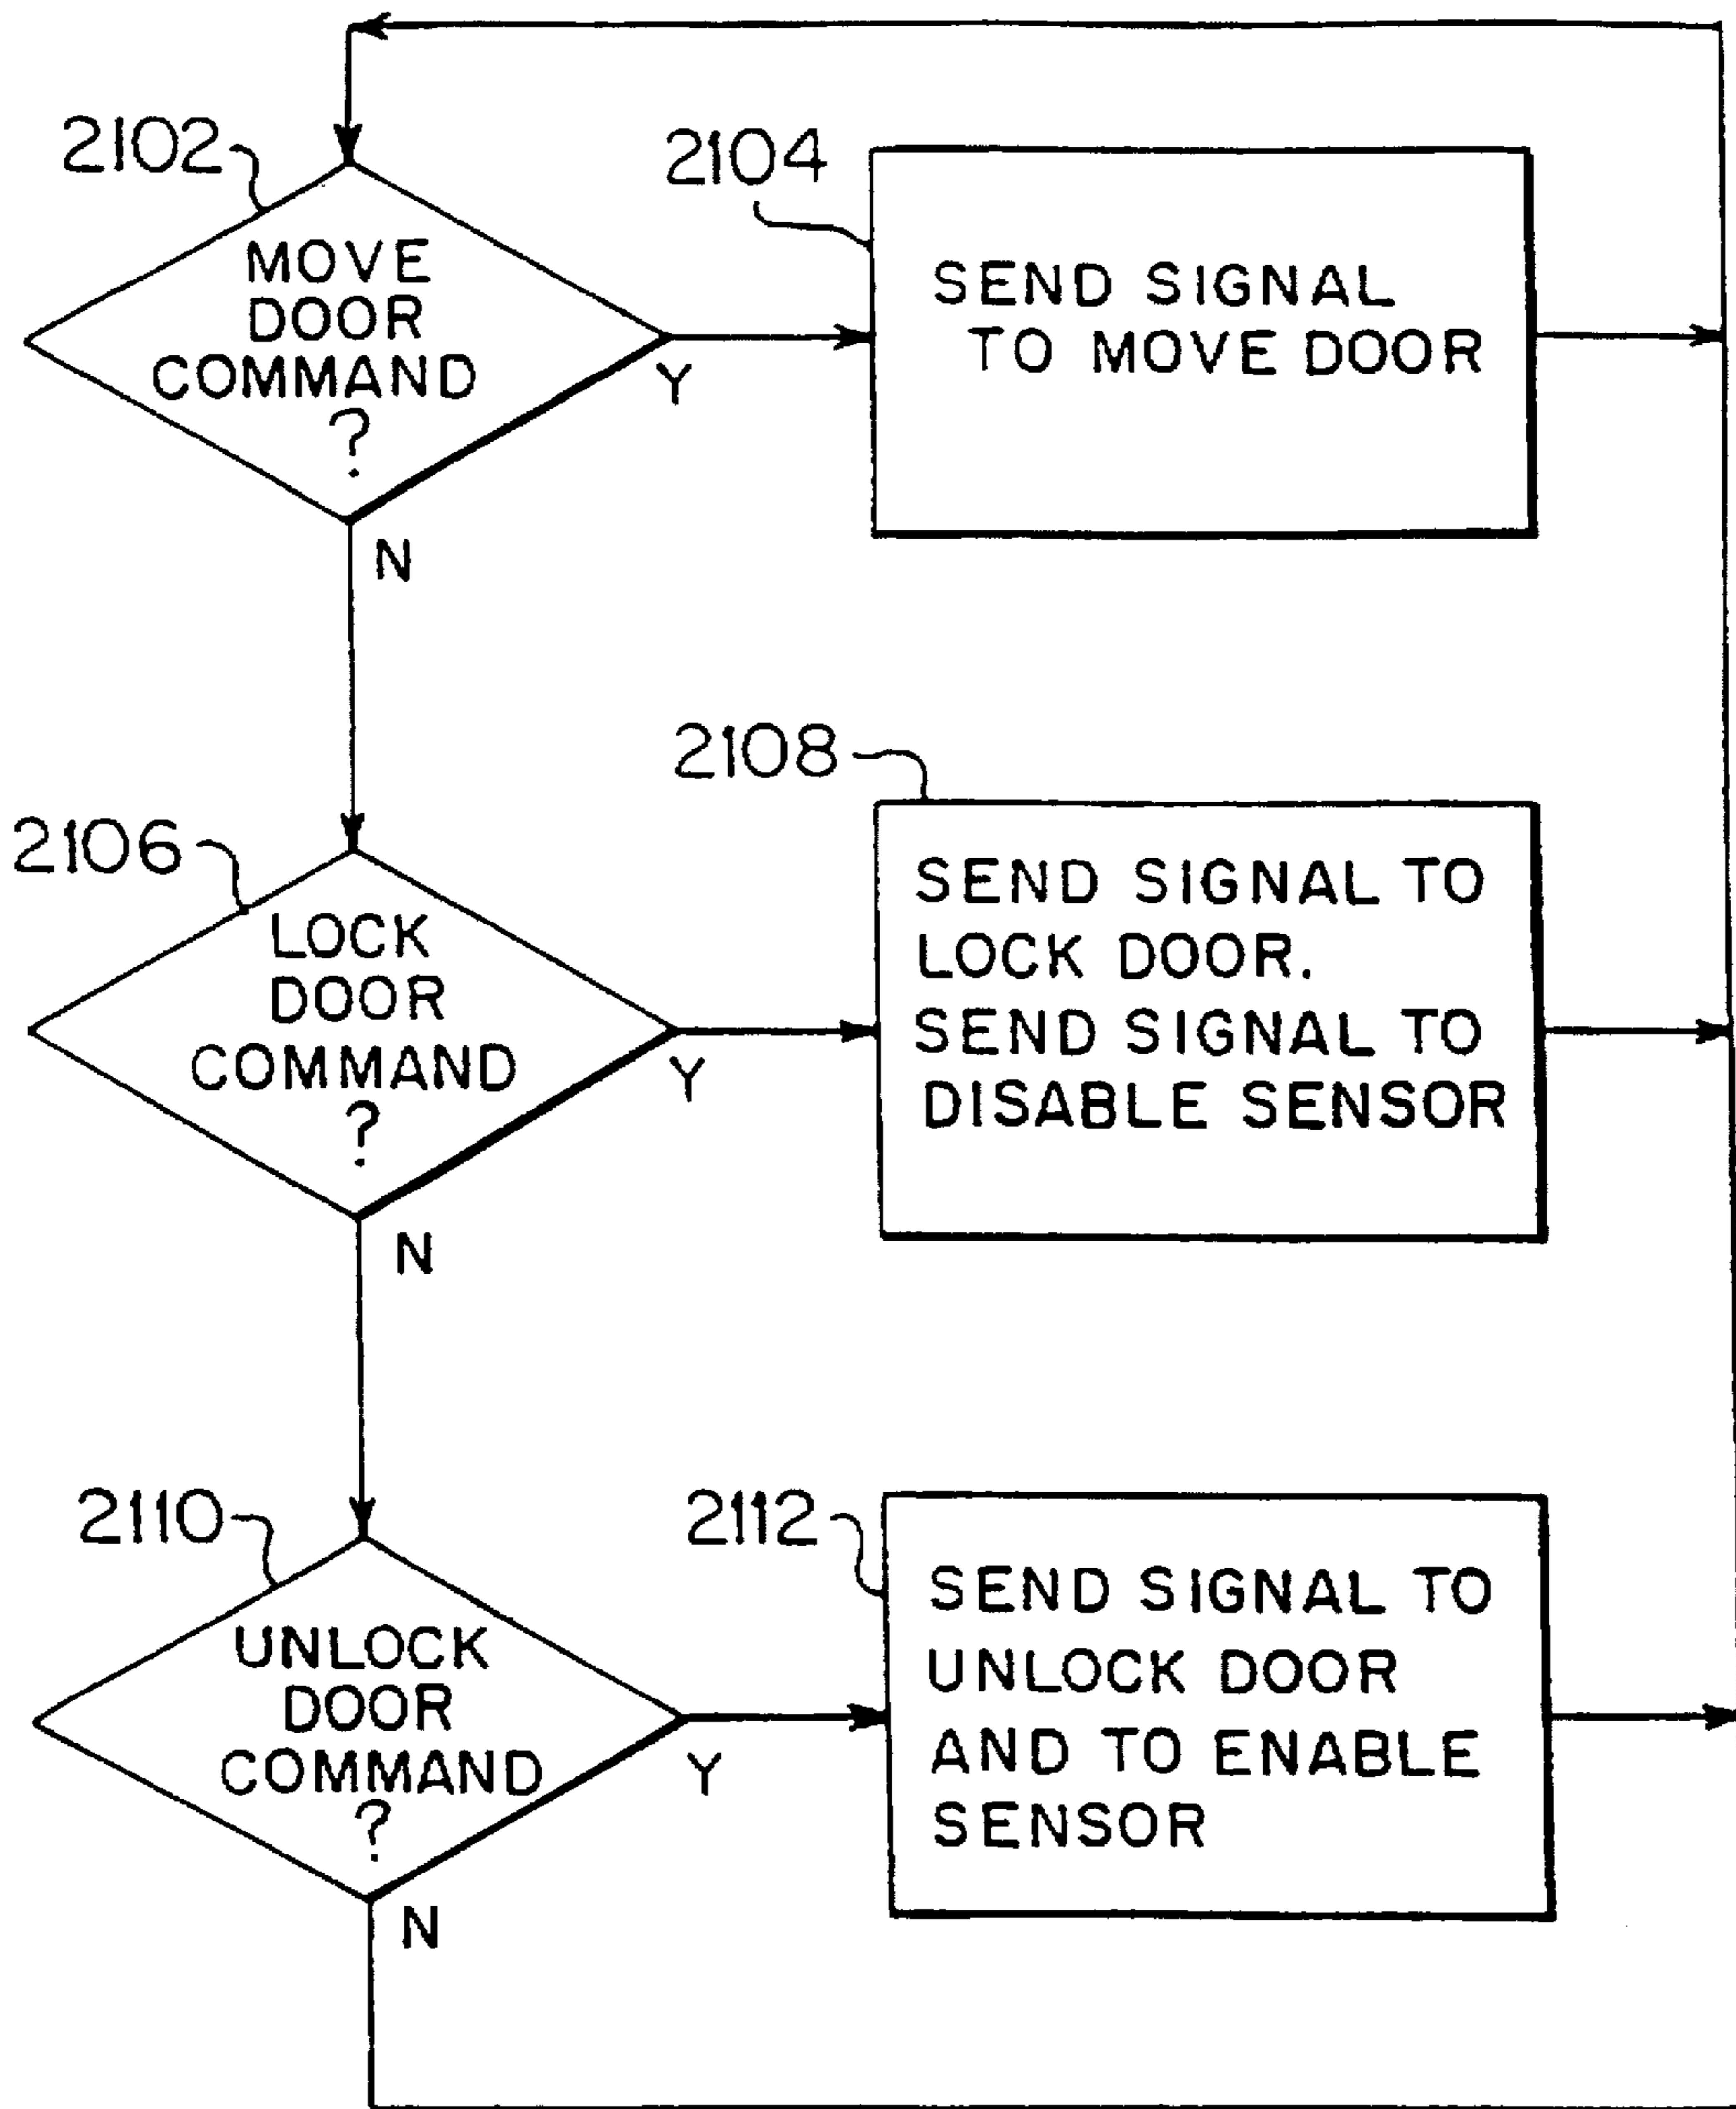 2102
MOVE
DOOR
COMMAND
?
Y
N
2104
SEND SIGNAL
TO MOVE DOOR
2106
LOCK
DOOR
COMMAND
?
Y
N
2108
SEND SIGNAL TO
LOCK DOOR.
SEND SIGNAL TO
DISABLE SENSOR
2110
UNLOCK
DOOR
COMMAND
?
Y
N
2112
SEND SIGNAL TO
UNLOCK DOOR
AND TO ENABLE
SENSOR